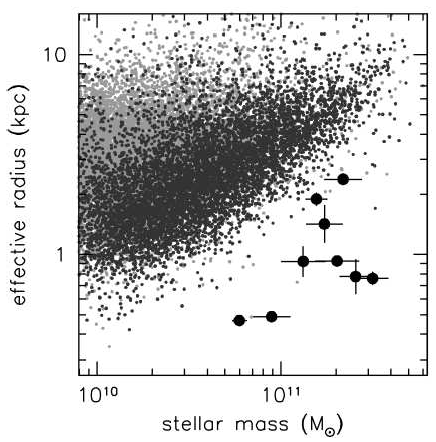 10
1
effective radius (kpc)
10¹⁰ 10¹¹
stellar mass (M⊙)